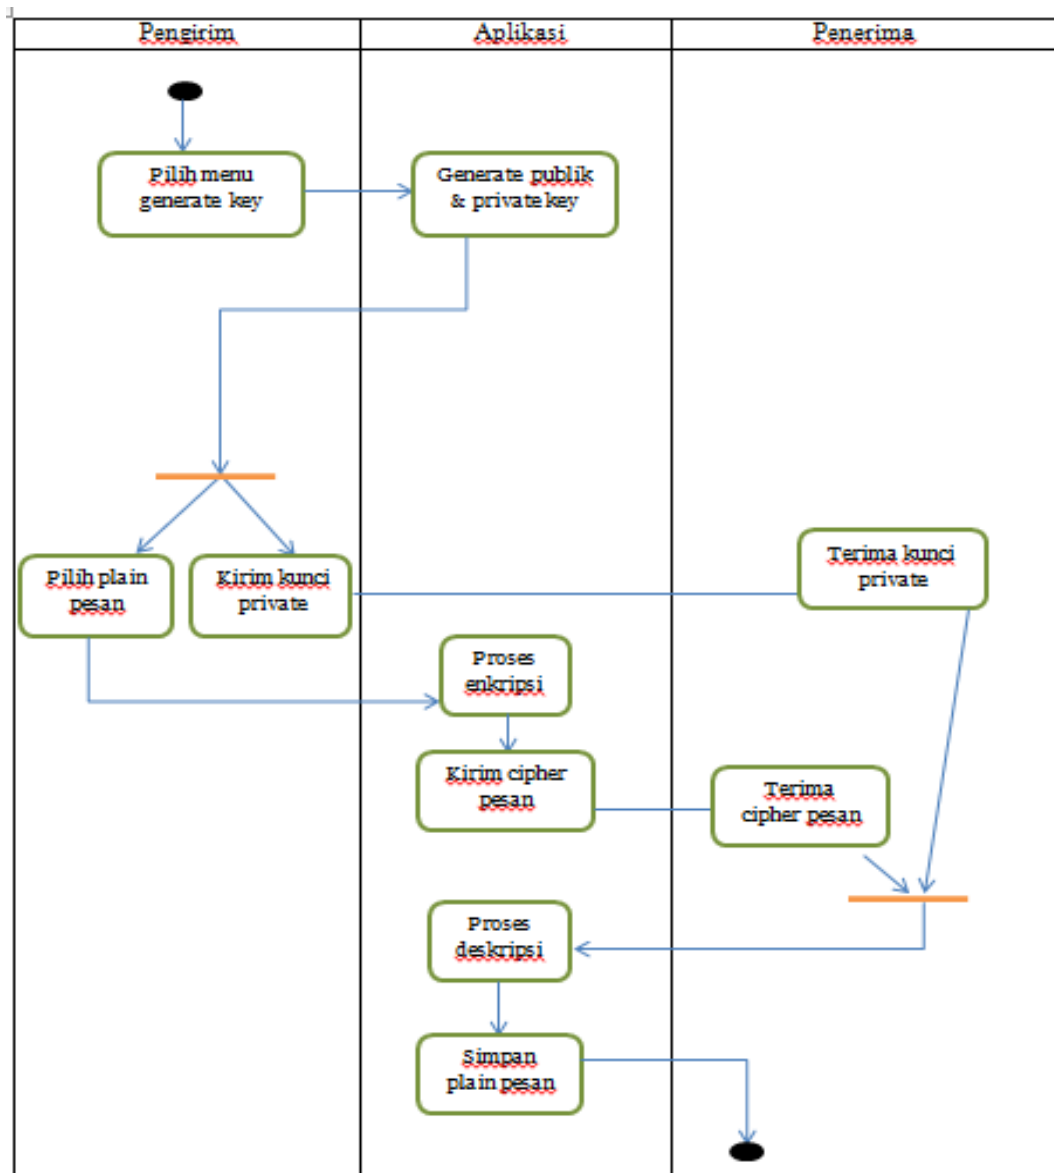 Pengirim
Aplikasi
Penerima
Pilih menu
generate key
Generate publik
& private key
Pilih plain
pesan
Kirim kunci
private
Terima kunci
private
Proses
enkripsi
Kirim cipher
pesan
Terima
cipher pesan
Proses
deskripsi
Simpan
plain pesan